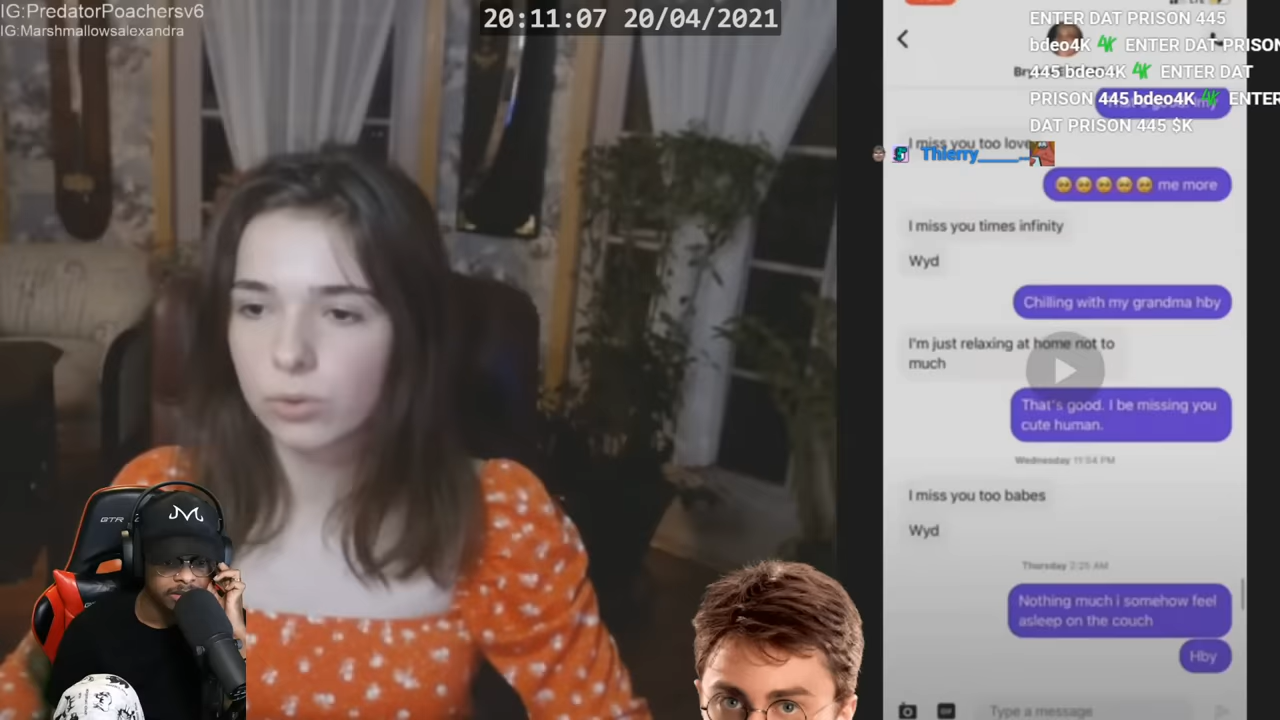 IG:PredatorPoachersv6
IG:Marshmallowsalexandra
20:11:07 20/04/2021
GTR
ENTER DAT PRISON 445
bdeo4K 4K ENTER DAT PRISON
445 bdeo4K 4K ENTER DAT
PRISON 445 bdeo4K 4K ENTER
DAT PRISON 445 $K
Thierry_____
I miss you too love
me more
I miss you times infinity
Wyd
Chilling with my grandma hby
I'm just relaxing at home not to
much
That's good. I be missing you
cute human.
Wednesday 11:54 PM
I miss you too babes
Wyd
Thursday 2:25 AM
Nothing much i somehow feel
asleep on the couch
Hby
GIF
Type a message